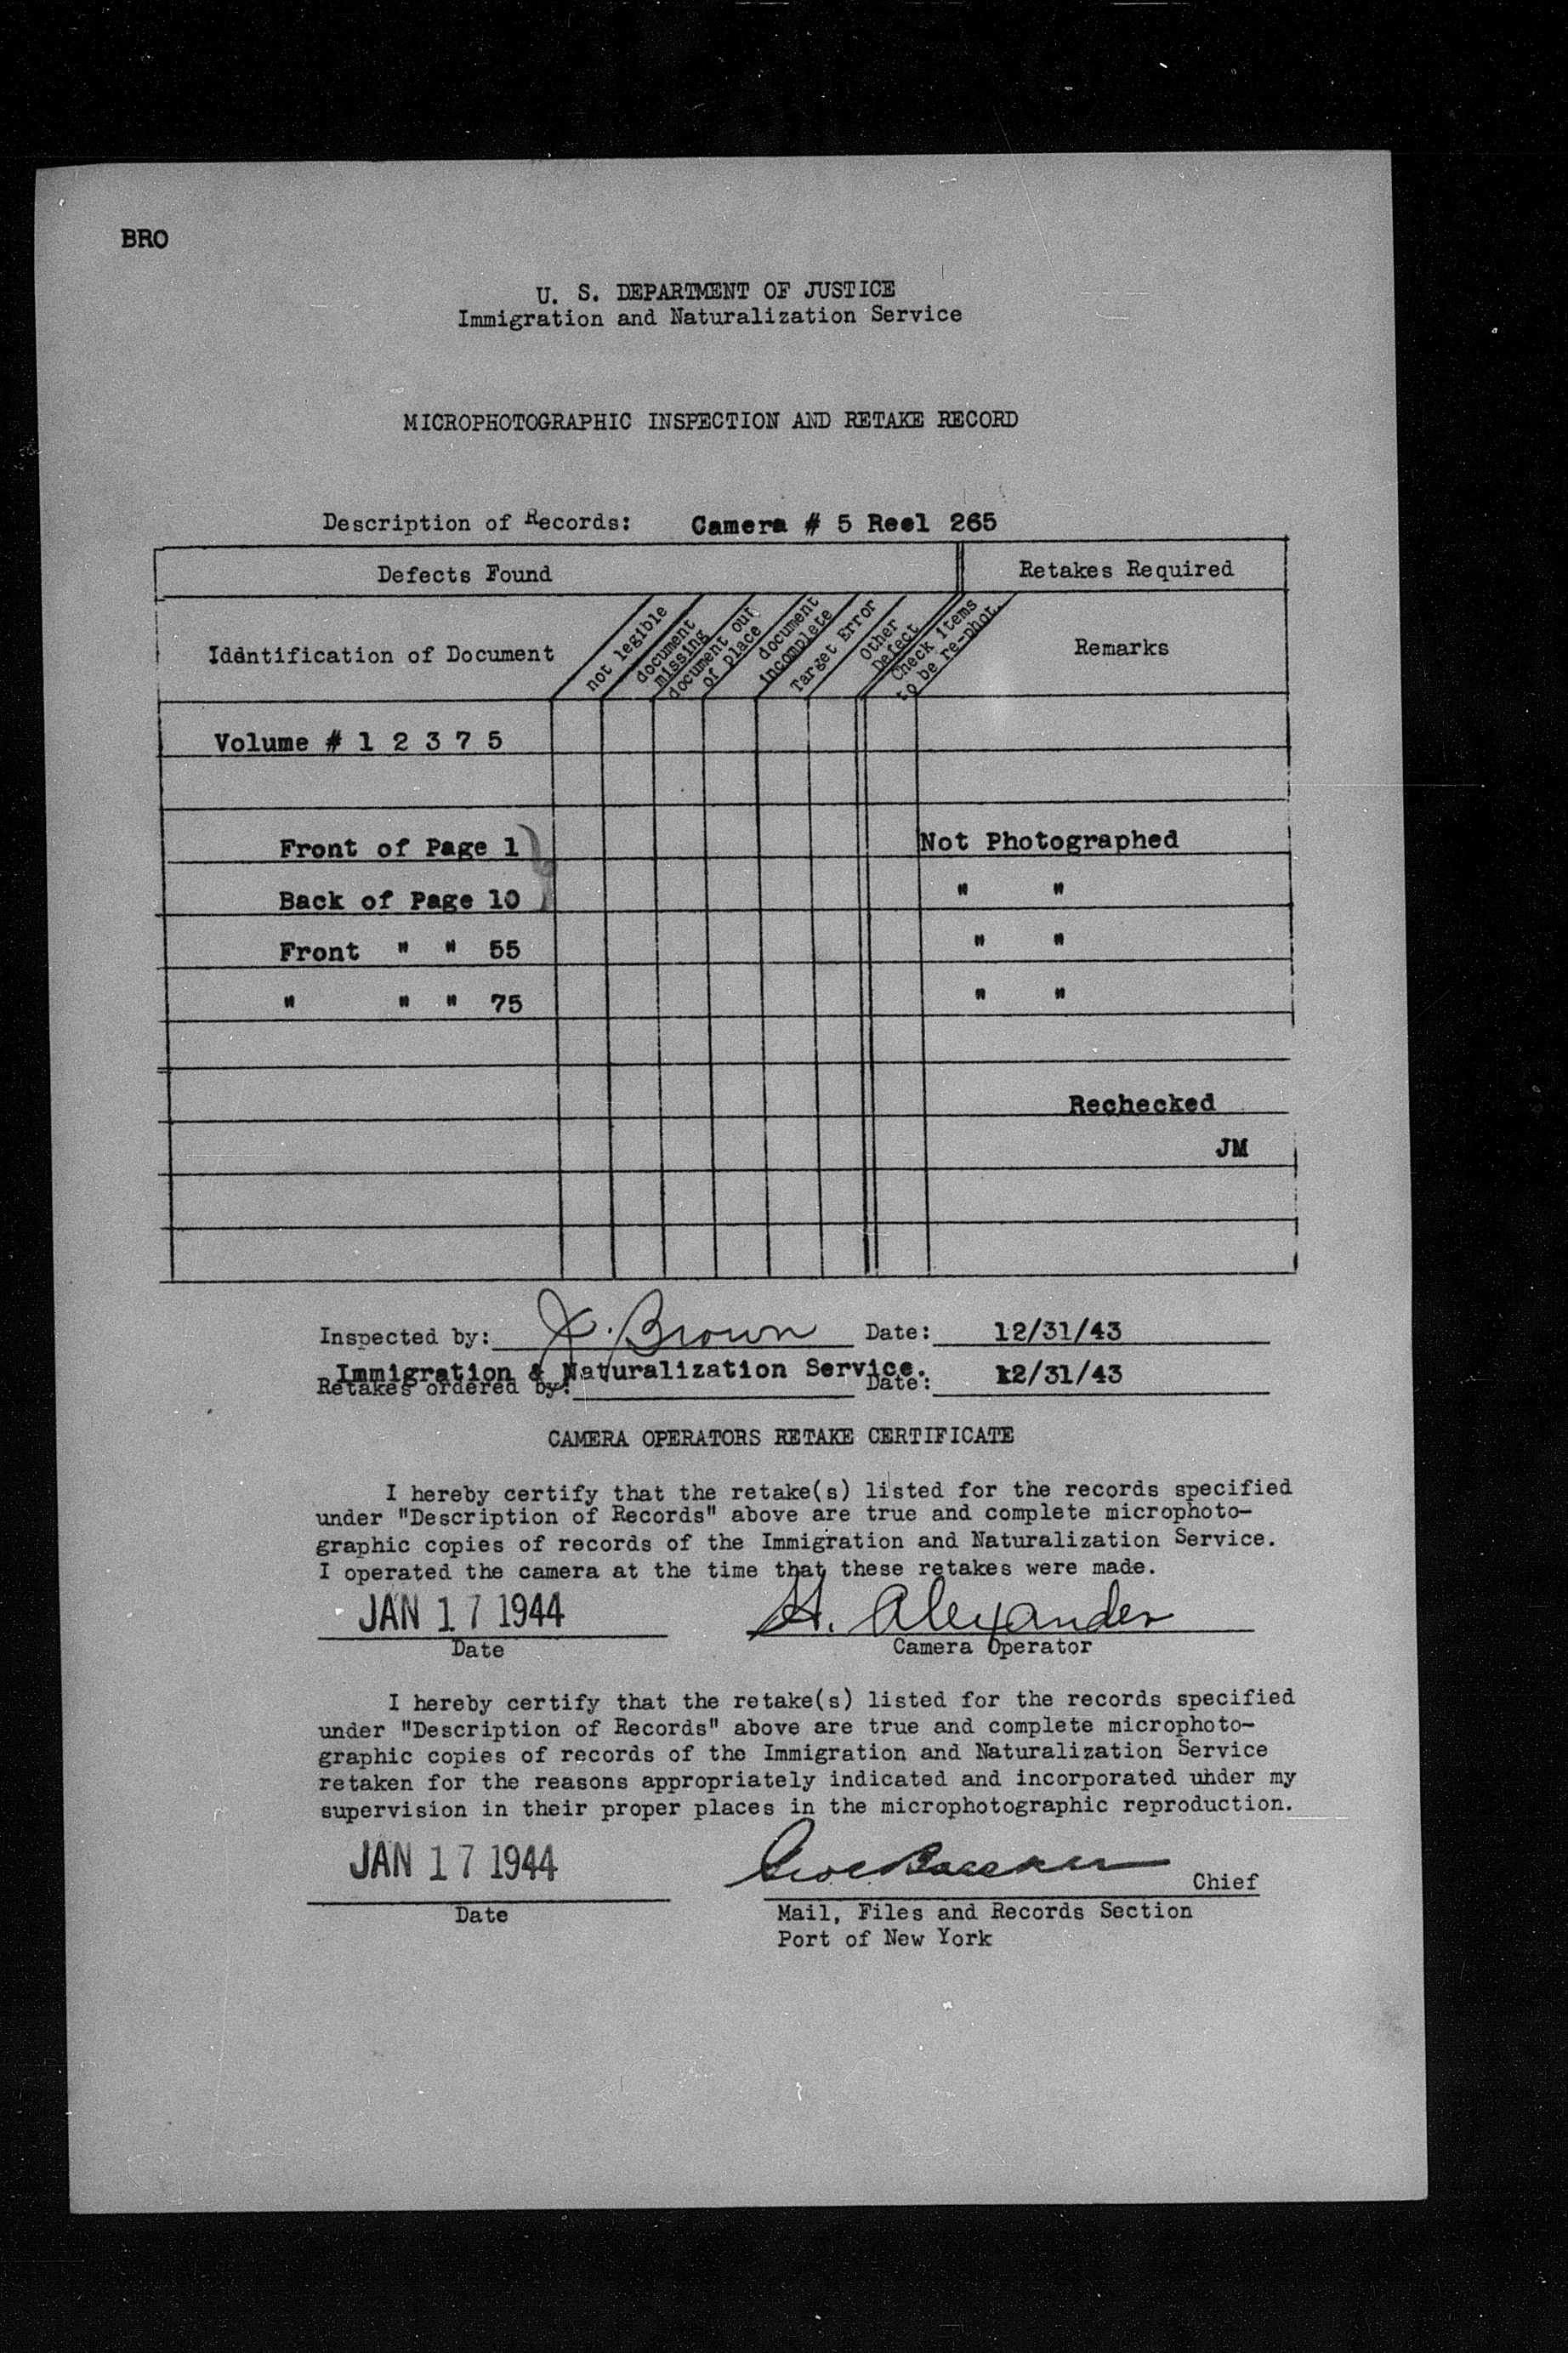 BRO
U. S. DEPARTMENT OF JUSTICE
Immigration and Naturalization Service
MICROPHOTOGRAPHIC INSPECTION AND RETAKE RECORD
Description of Records: Camera # 5 Reel 265
Defects Found Retakes Required
Identification of Document
not legible
document
missing
document out
of place
document
incomplete
Target Error
Other
Defect
Check items
to be re-phot.
Remarks
Volume # 1 2 3 7 5
Front of Page 1 Not Photographed
Back of Page 10 " "
Front " " 55 " "
" " " 75 " "
Rechecked
JM
Inspected by: J. Brown Date: 12/31/43
Immigration & Naturalization Service.
Retakes ordered by: Date: 12/31/43
CAMERA OPERATORS RETAKE CERTIFICATE
I hereby certify that the retake(s) listed for the records specified
under "Description of Records" above are true and complete microphoto-
graphic copies of records of the Immigration and Naturalization Service.
I operated the camera at the time that these retakes were made.
JAN 17 1944 H. Alexander
Date Camera Operator
I hereby certify that the retake(s) listed for the records specified
under "Description of Records" above are true and complete microphoto-
graphic copies of records of the Immigration and Naturalization Service
retaken for the reasons appropriately indicated and incorporated under my
supervision in their proper places in the microphotographic reproduction.
JAN 17 1944 Chief
Date Mail, Files and Records Section
Port of New York